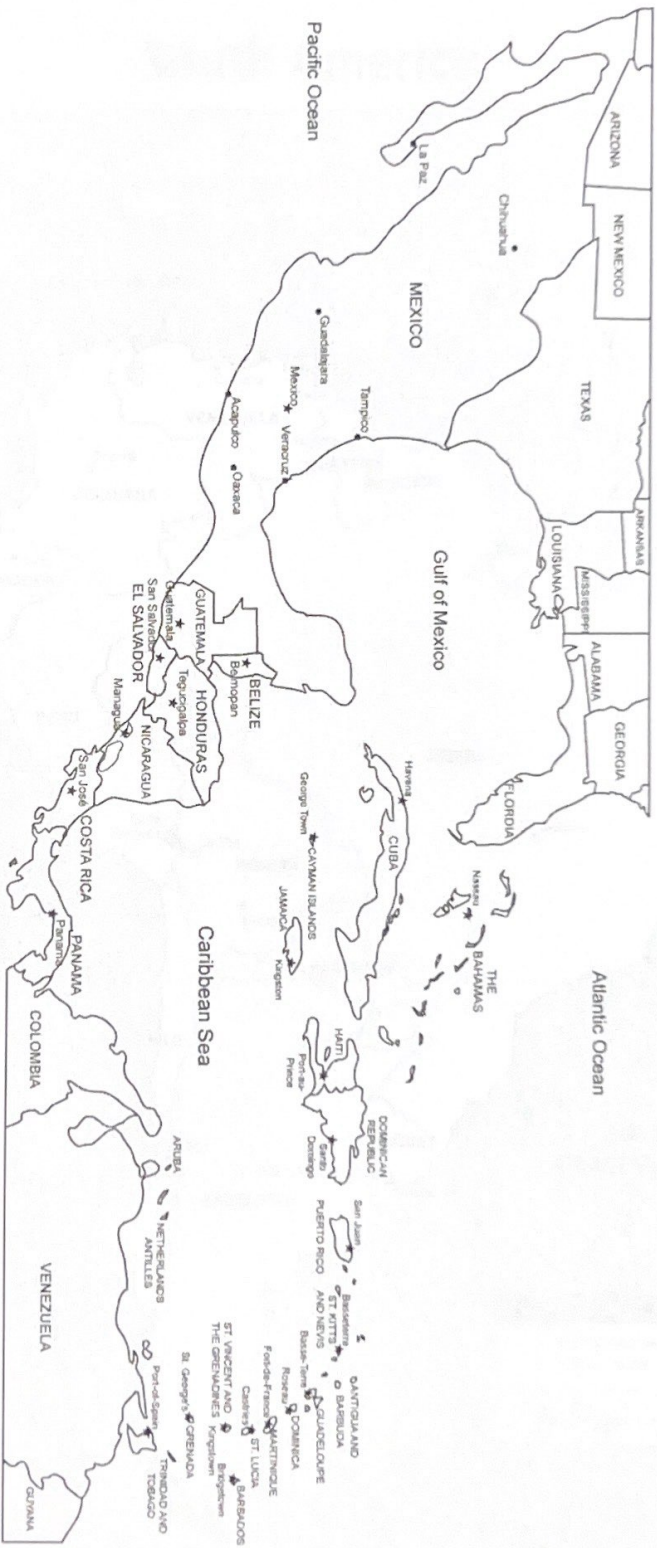 ARIZONA
NEW MEXICO
TEXAS
ARKANSAS
LOUISIANA
MISSISSIPPI
ALABAMA
GEORGIA
FLORDIA
Atlantic Ocean
Pacific Ocean
La Paz
Chihuahua
MEXICO
Guadalajara
Mexico
Tampico
Veracruz
Acapulco
Oaxaca
Gulf of Mexico
Havana
CUBA
Nassau
THE
BAHAMAS
George Town
CAYMAN ISLANDS
JAMAICA
Kingston
HAITI
Port-au-
Prince
DOMINICAN
REPUBLIC
Santo
Domingo
San Juan
PUERTO RICO
Basseterre
ST. KITTS
AND NEVIS
ANTIGUA AND
BARBUDA
Basse-Terre
GUADELOUPE
Roseau
DOMINICA
Fort-de-France
MARTINIQUE
Castries
ST. LUCIA
ST. VINCENT AND
THE GRENADINES
Kingstown
Bridgetown
BARBADOS
St. George's
GRENADA
Port-of-Spain
TRINIDAD AND
TOBAGO
BELIZE
Belmopan
GUATEMALA
Guatemala
San Salvador
EL SALVADOR
HONDURAS
Tegucigalpa
NICARAGUA
Managua
San José
COSTA RICA
Panama
PANAMA
Caribbean Sea
ARUBA
NETHERLANDS
ANTILLES
COLOMBIA
VENEZUELA
GUYANA